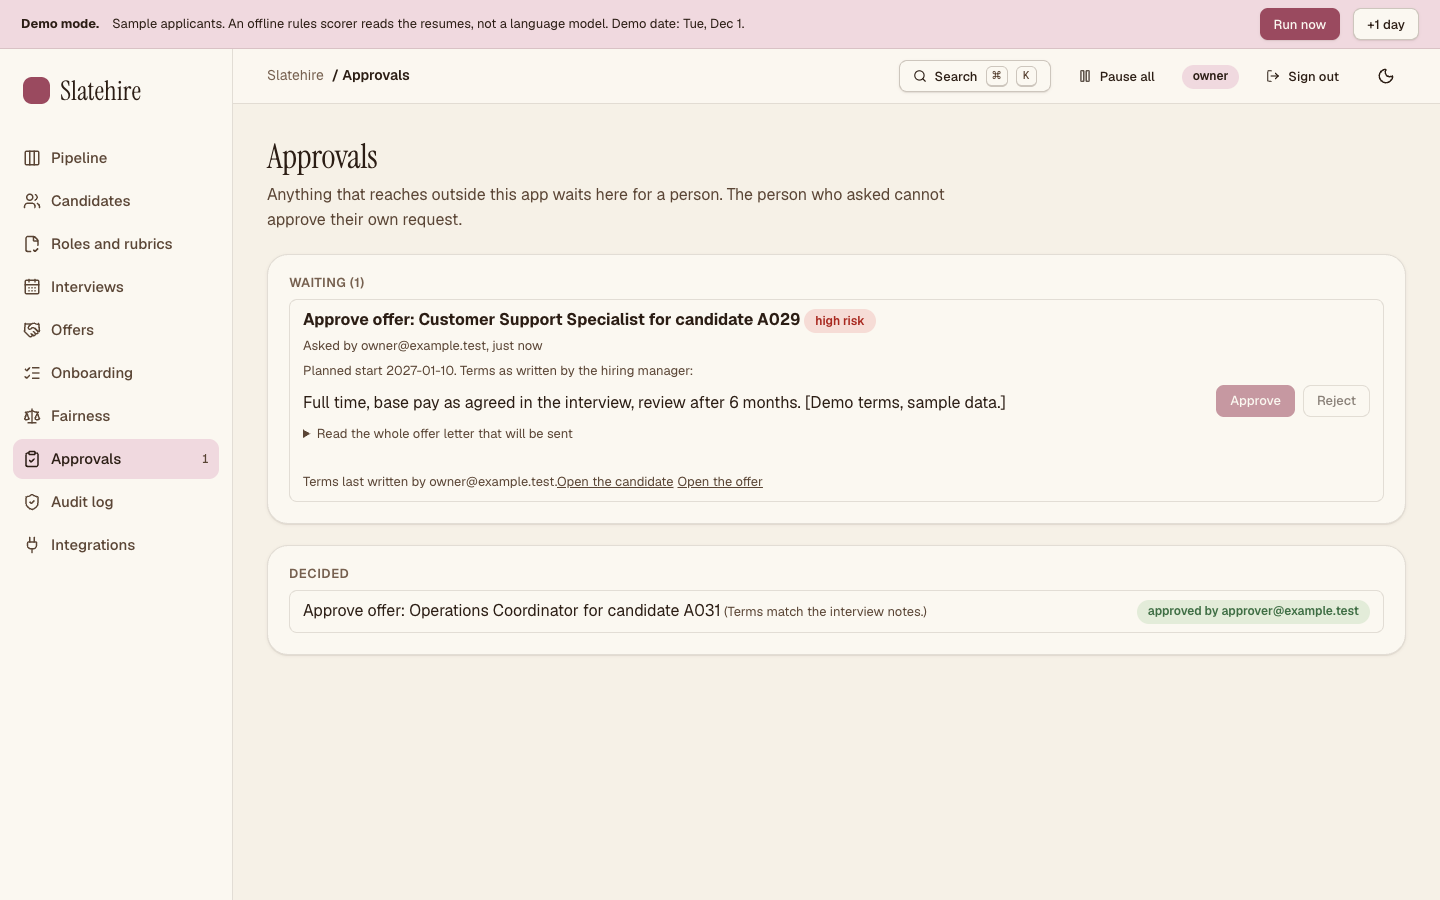 Demo mode. Sample applicants. An offline rules scorer reads the resumes, not a language model. Demo date: Tue, Dec 1.
Run now
+1 day
Slatehire
Slatehire / Approvals
Search ⌘ K
Pause all
owner
Sign out
Pipeline
Candidates
Roles and rubrics
Interviews
Offers
Onboarding
Fairness
Approvals 1
Audit log
Integrations
Approvals
Anything that reaches outside this app waits here for a person. The person who asked cannot
approve their own request.
WAITING (1)
Approve offer: Customer Support Specialist for candidate A029 high risk
Asked by owner@example.test, just now
Planned start 2027-01-10. Terms as written by the hiring manager:
Full time, base pay as agreed in the interview, review after 6 months. [Demo terms, sample data.]
Approve
Reject
Read the whole offer letter that will be sent
Terms last written by owner@example.test.Open the candidate Open the offer
DECIDED
Approve offer: Operations Coordinator for candidate A031 (Terms match the interview notes.)
approved by approver@example.test